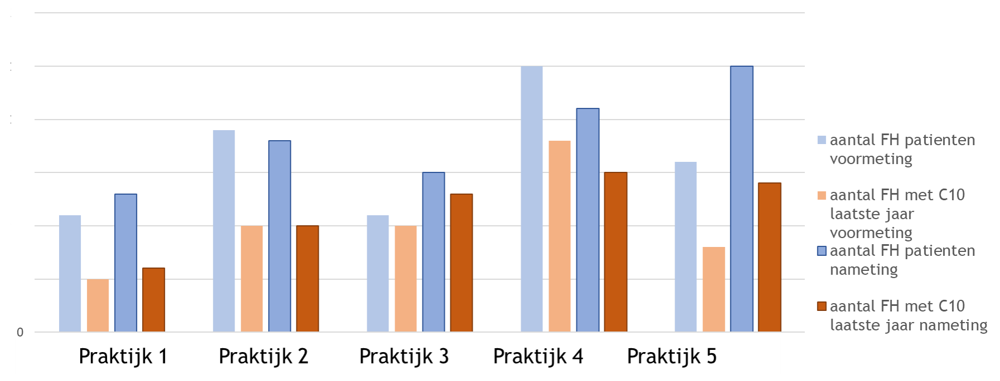 0
Praktijk 1
Praktijk 2
Praktijk 3
Praktijk 4
Praktijk 5
aantal FH patienten
voormeting
aantal FH met C10
laatste jaar
voormeting
aantal FH patienten
nameting
aantal FH met C10
laatste jaar nameting